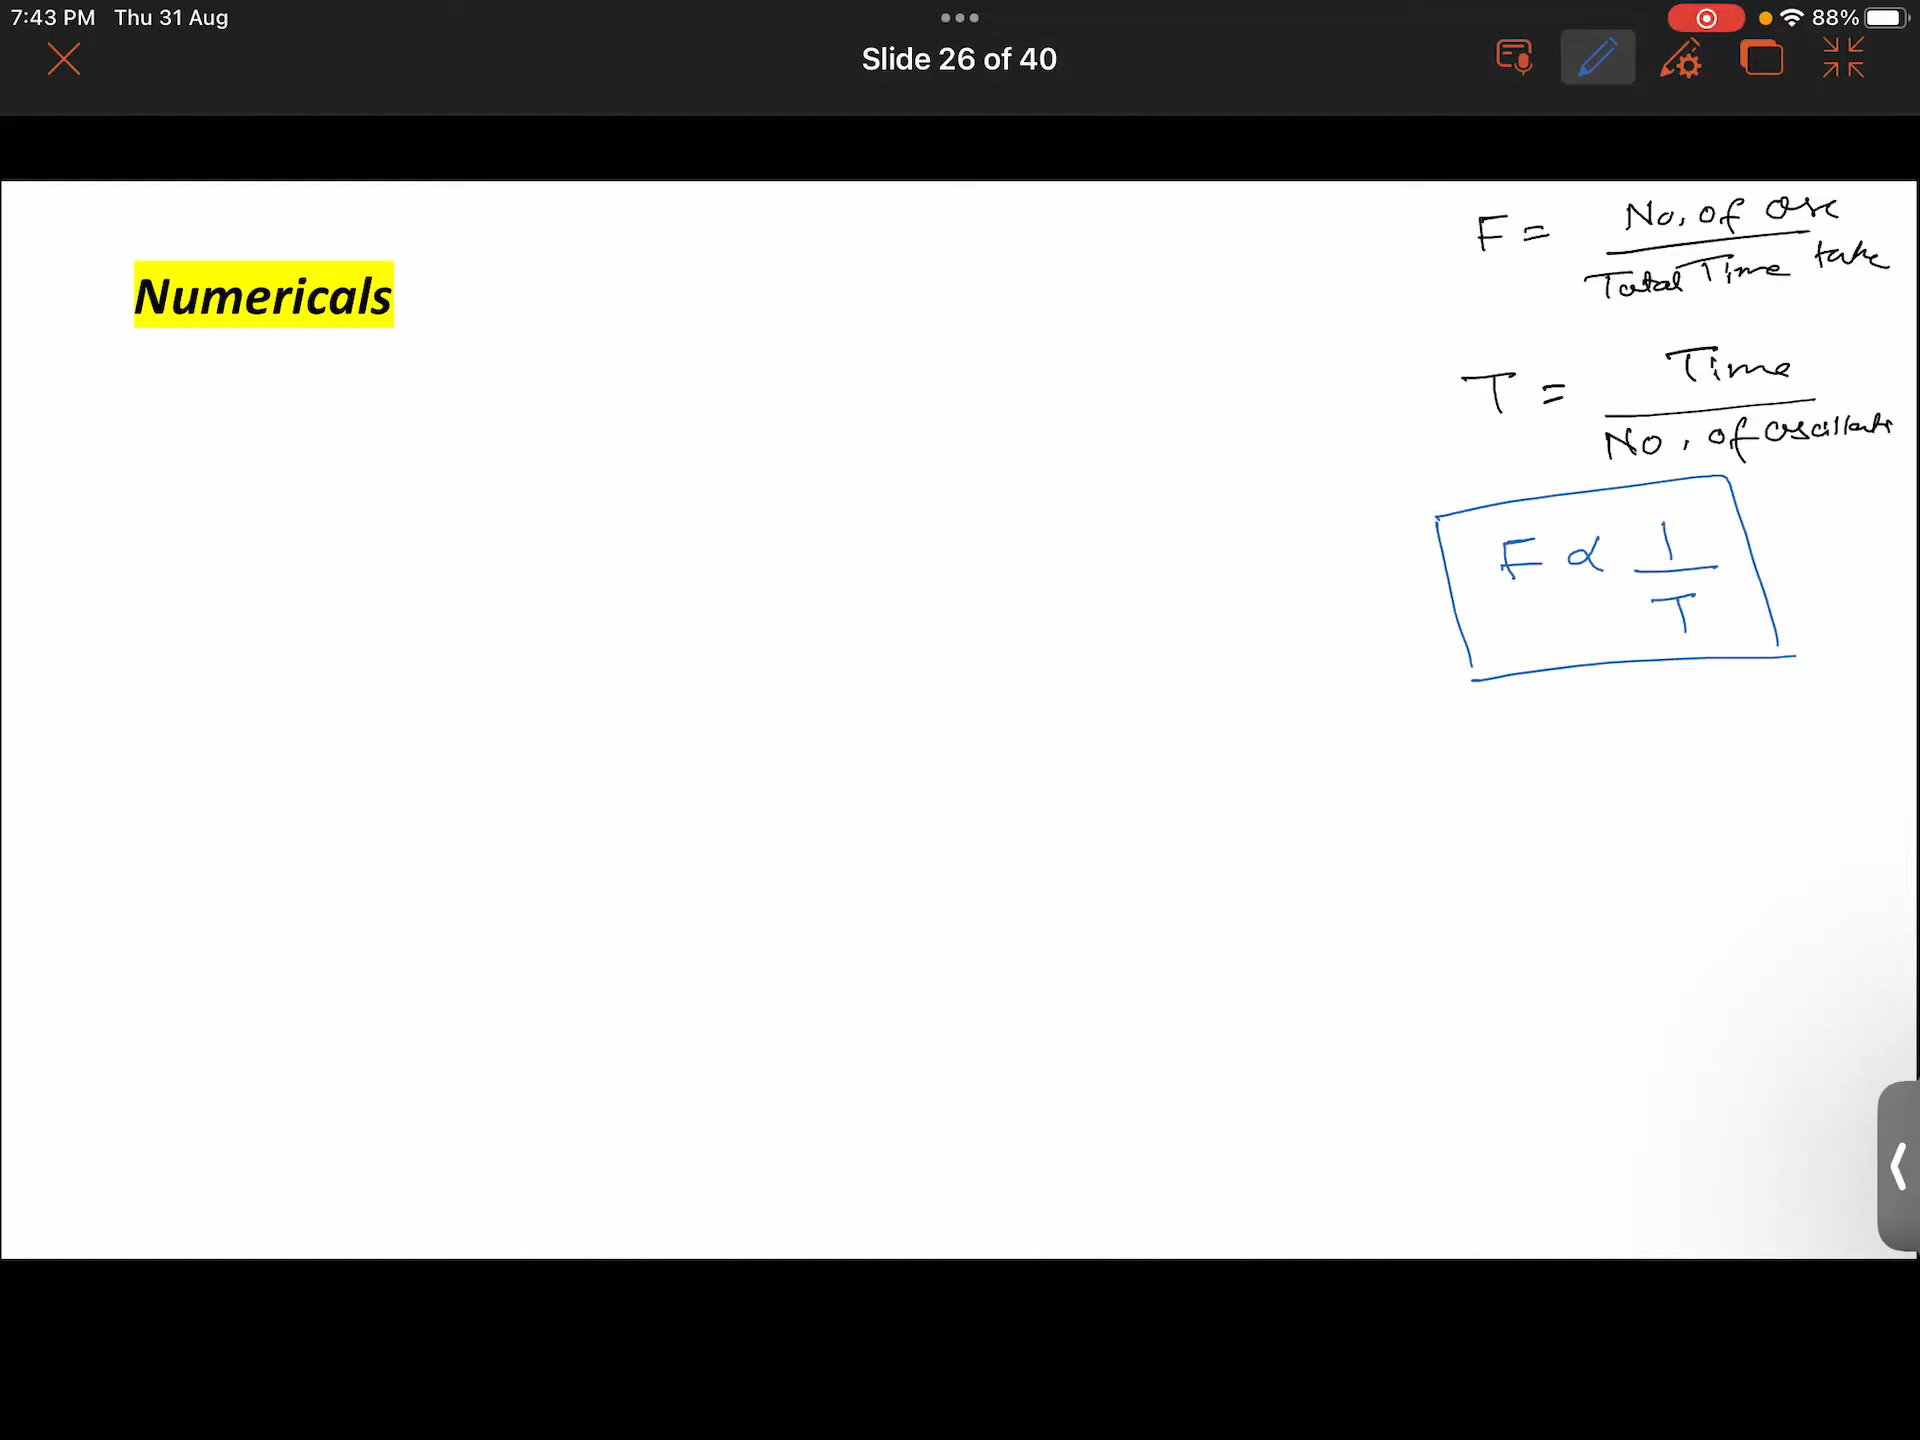 7:43 PM Thu 31 Aug
88%
Slide 26 of 40
Numericals
F = No. of osc
Total Time take
T = Time
No. of oscillati
F ∝ 1
T